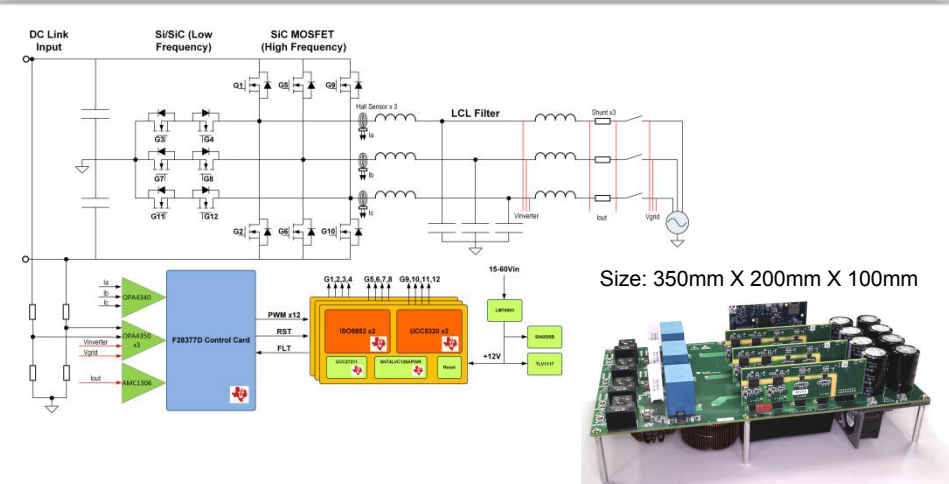 DC Link
Input
Si/SiC (Low
Frequency)
SiC MOSFET
(High Frequency)
G1
G5
G9
Hall Sensor x 3
LCL Filter
Shunt x3
G3
G4
Ia
G7
G8
Ib
G11
G12
Ic
Vinverter
Iout
Vgrid
G2
G6
G10
Ia
Ib
Ic
OPA4340
OPA4350
x3
Vinverter
Vgrid
Iout
AMC1306
F28377D Control Card
PWM x12
RST
FLT
G1,2,3,4
G5,6,7,8
G9,10,11,12
ISO5852 x2
UCC5320 x2
UCC27211
SN74LVC126APWR
Reset
+12V
15-60Vin
SN6505B
TLV1117
Size: 350mm X 200mm X 100mm